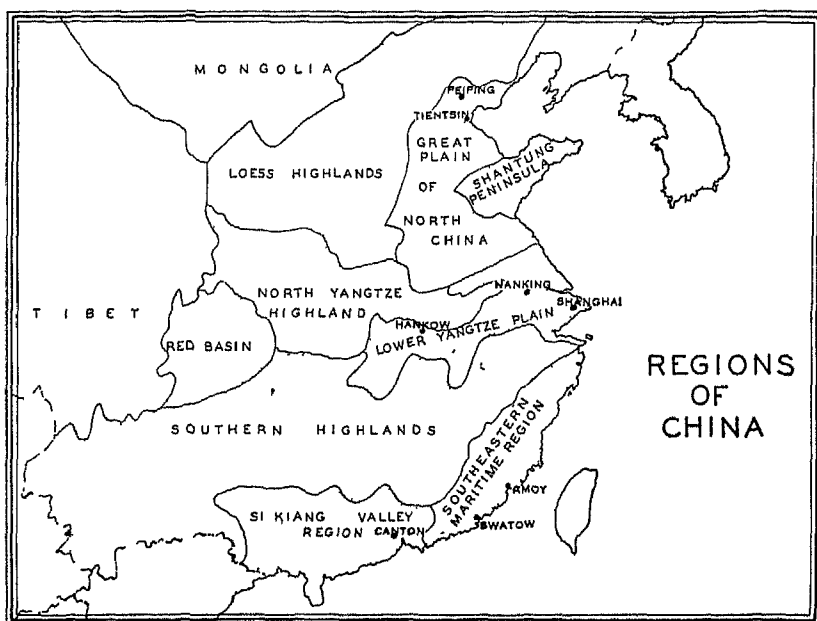 MONGOLIA
PEIPING
TIENTSIN
GREAT
PLAIN
OF
NORTH
CHINA
SHANTUNG
PENINSULA
LOESS HIGHLANDS
NORTH YANGTZE
HIGHLAND
NANKING
SHANGHAI
TIBET
HANKOW
LOWER YANGTZE PLAIN
RED BASIN
REGIONS
OF
CHINA
SOUTHERN HIGHLANDS
SOUTHEASTERN
MARITIME REGION
AMOY
SWATOW
SI KIANG VALLEY
REGION
CANTON